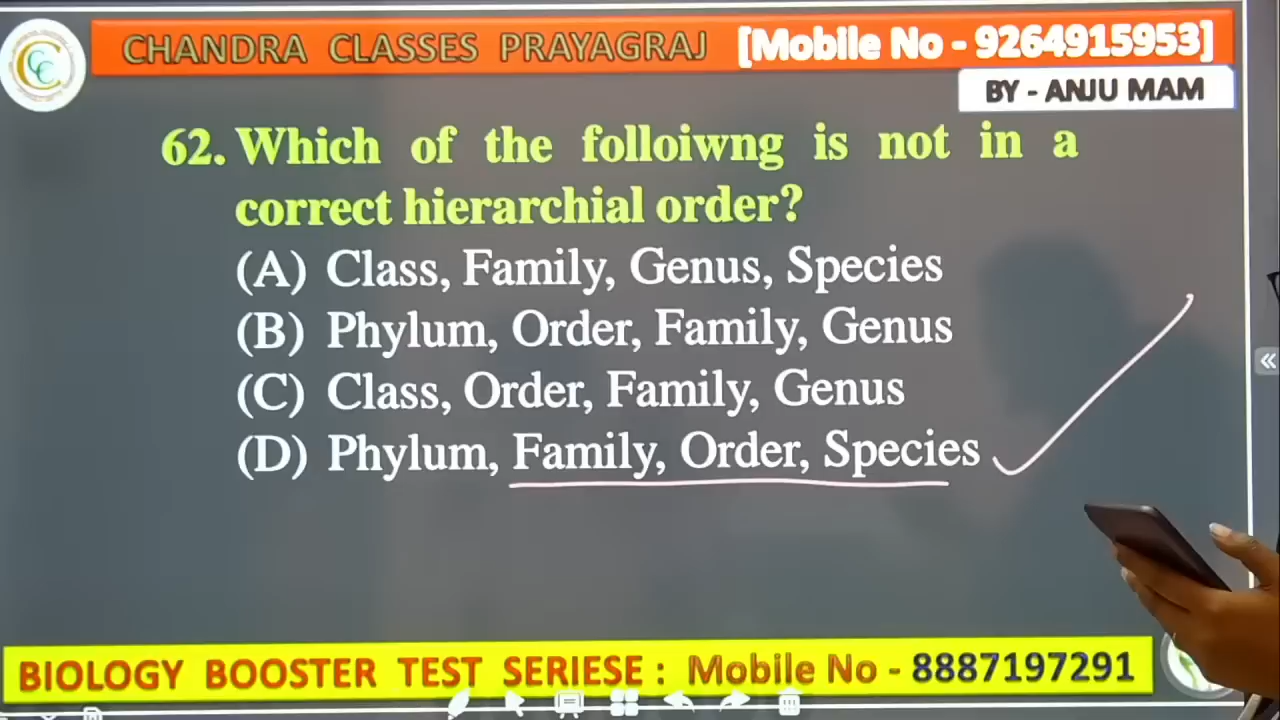 CHANDRA CLASSES PRAYAGRAJ [Mobile No - 9264915953]
BY - ANJU MAM
62. Which of the folloiwng is not in a
correct hierarchial order?
(A) Class, Family, Genus, Species
(B) Phylum, Order, Family, Genus
(C) Class, Order, Family, Genus
(D) Phylum, Family, Order, Species
BIOLOGY BOOSTER TEST SERIESE : Mobile No - 8887197291